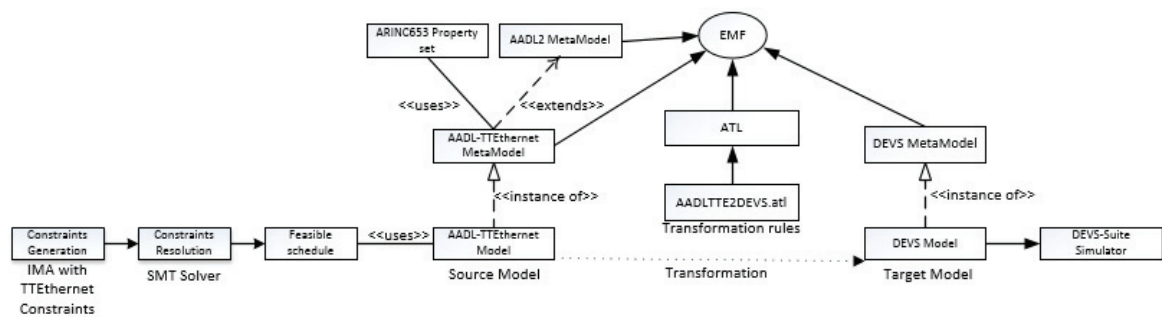 ARINC653 Property
set
AADL2 MetaModel
EMF
<<uses>>
<<extends>>
AADL-TTEthernet
MetaModel
ATL
DEVS MetaModel
<<instance of>>
<<instance of>>
AADLTTE2DEVS.atl
Transformation rules
Constraints
Generation
Constraints
Resolution
Feasible
schedule
<<uses>>
AADL-TTEthernet
Model
DEVS Model
DEVS-Suite
Simulator
IMA with
TTEthernet
Constraints
SMT Solver
Source Model
Transformation
Target Model